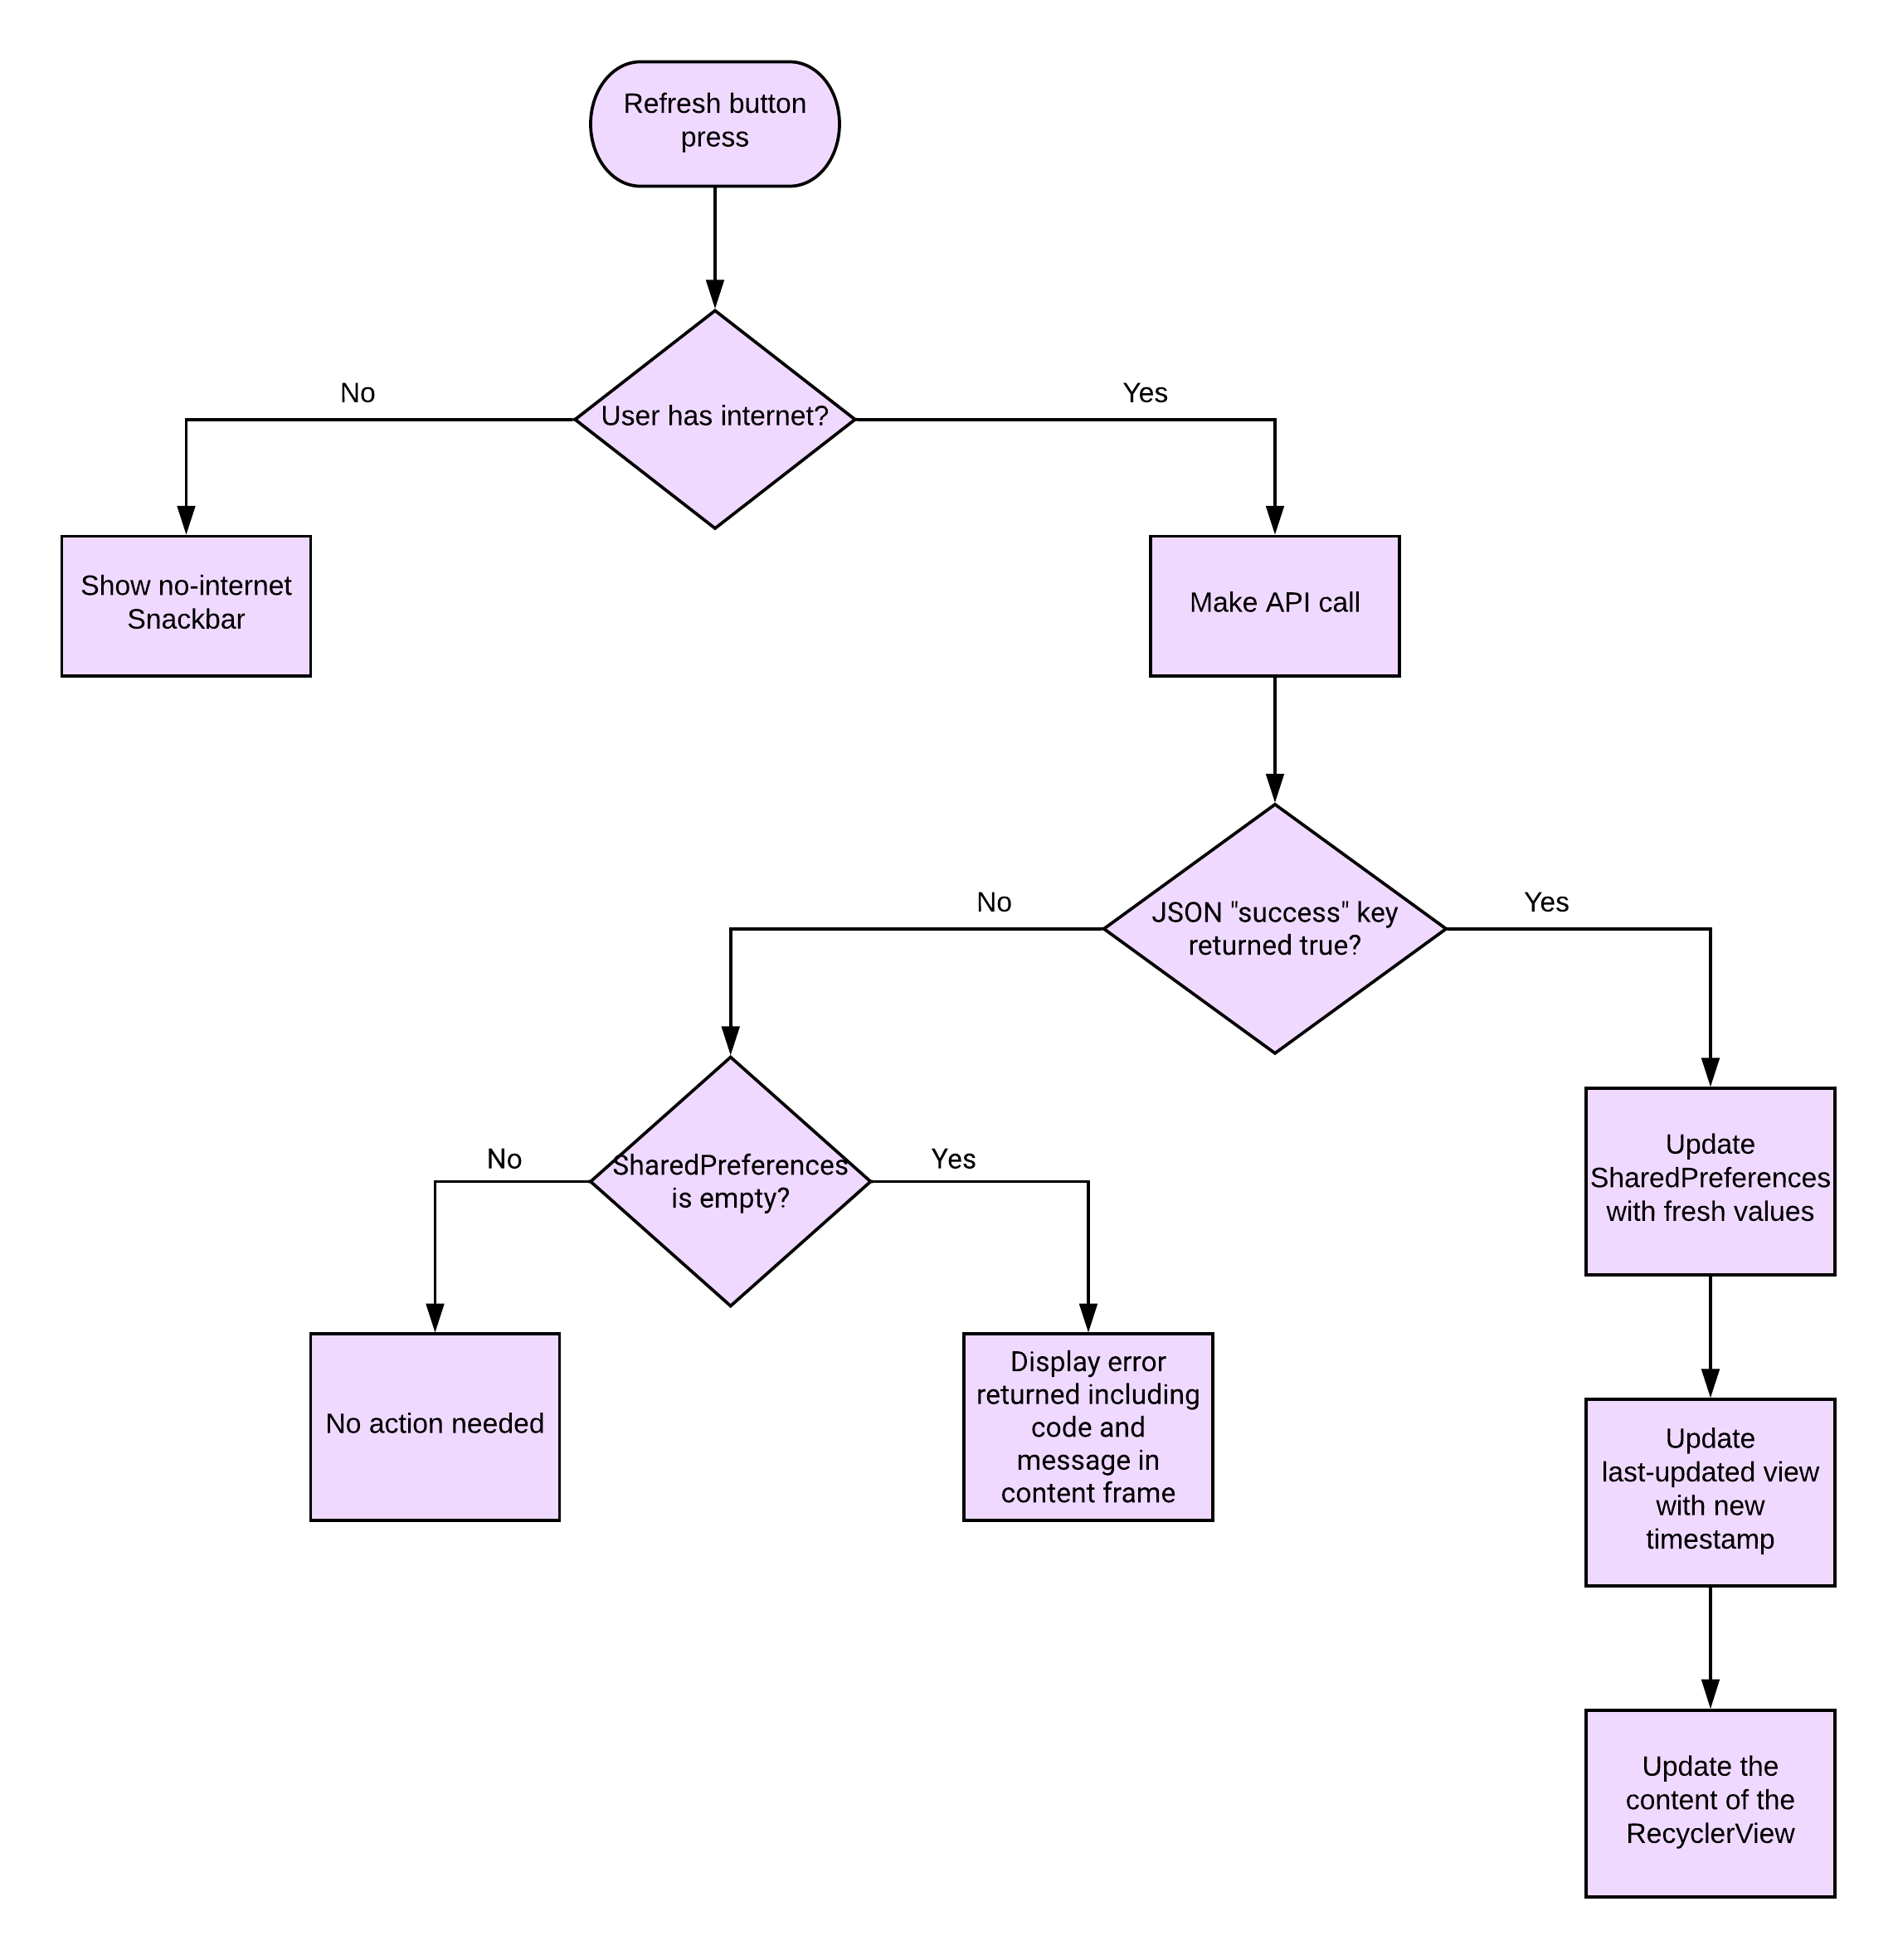 Refresh button
press
User has internet?
No
Yes
Show no-internet
Snackbar
Make API call
JSON "success" key
returned true?
No
Yes
SharedPreferences
is empty?
No
Yes
Update
SharedPreferences
with fresh values
No action needed
Display error
returned including
code and
message in
content frame
Update
last-updated view
with new
timestamp
Update the
content of the
RecyclerView